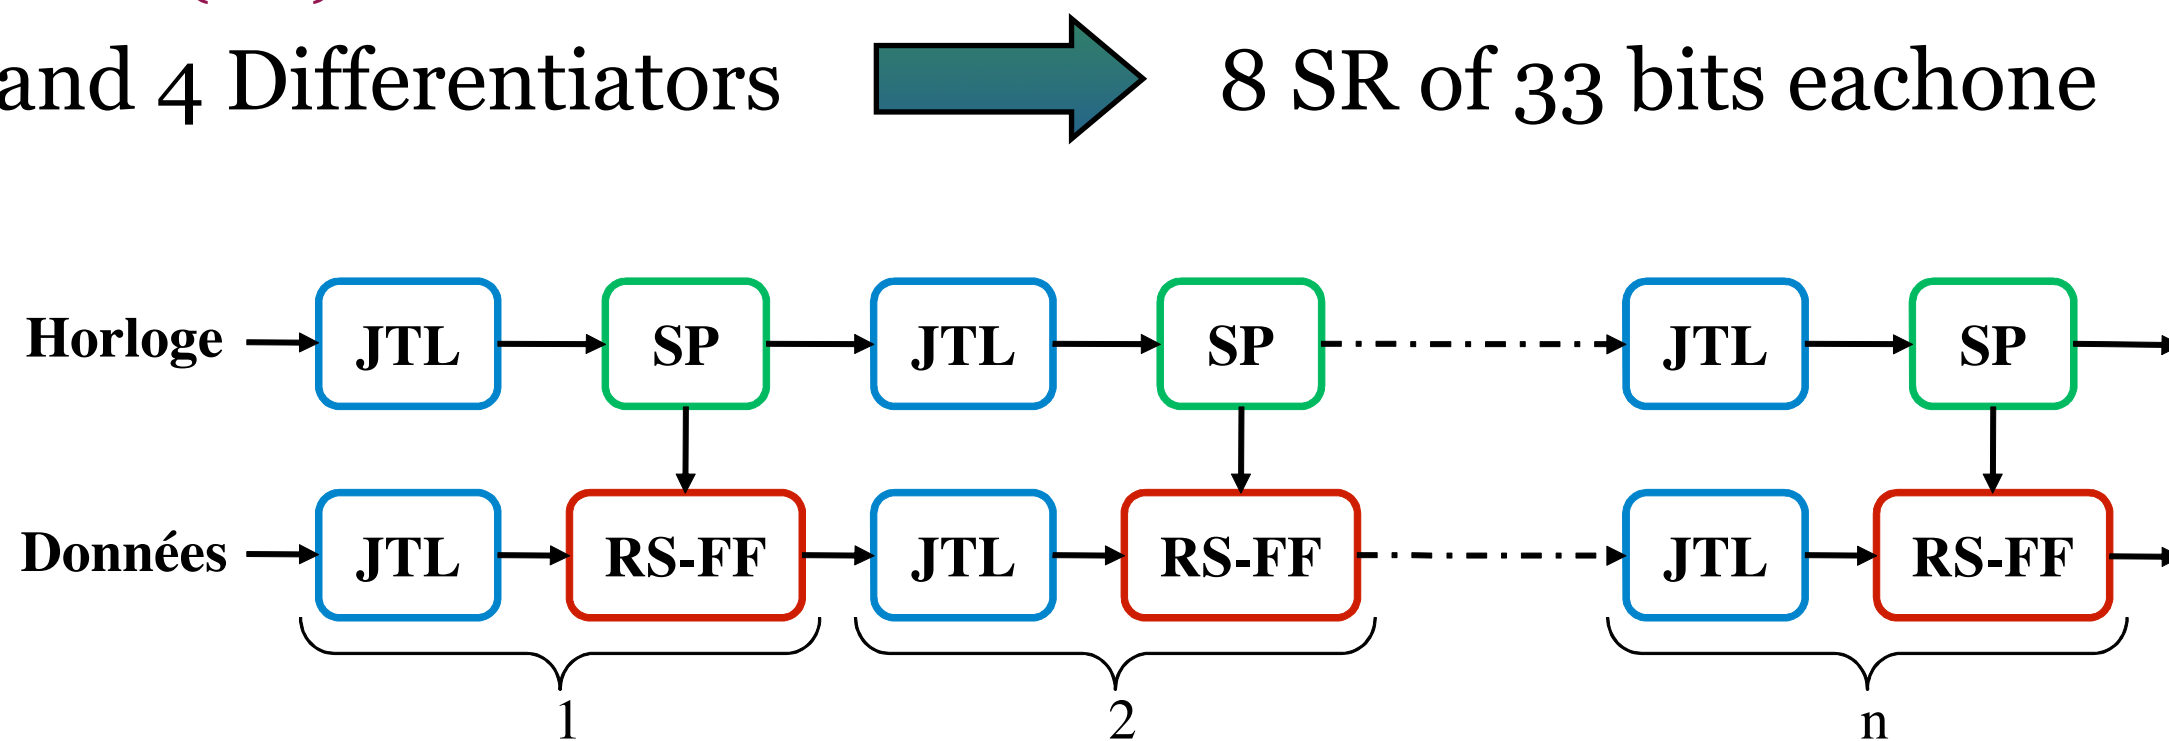 and 4 Differentiators 8 SR of 33 bits eachone
Horloge JTL SP JTL SP JTL SP
Données JTL RS-FF JTL RS-FF JTL RS-FF
1 2 n